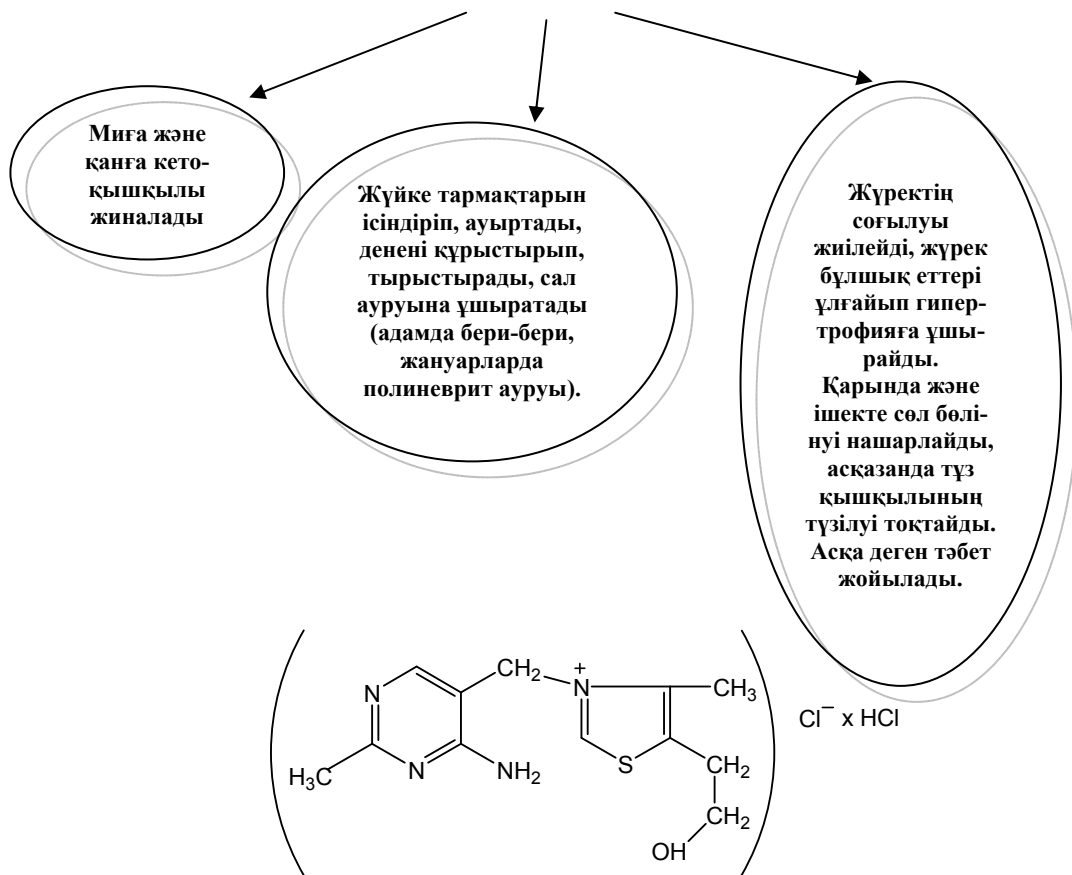 Миға және
қанға кето-
қышқылы
жиналады
Жүйке тармақтарын
ісіндіріп, ауыртады,
денені құрыстырып,
тырыстырады, сал
ауруына ұшыратады
(адамда бери-бери,
жануарларда
полиневрит ауруы).
Жүректің
соғылуы
жиілейді, жүрек
бұлшық еттері
ұлғайып гипер-
трофияға ұшы-
райды.
Қарында және
ішекте сөл бөлі-
нуі нашарлайды,
асқазанда тұз
қышқылының
түзілуі тоқтайды.
Асқа деген тәбет
жойылады.
N
N
H₃C
NH₂
CH₂
N
+
S
CH₃
CH₂
CH₂
OH
Cl⁻ x HCl